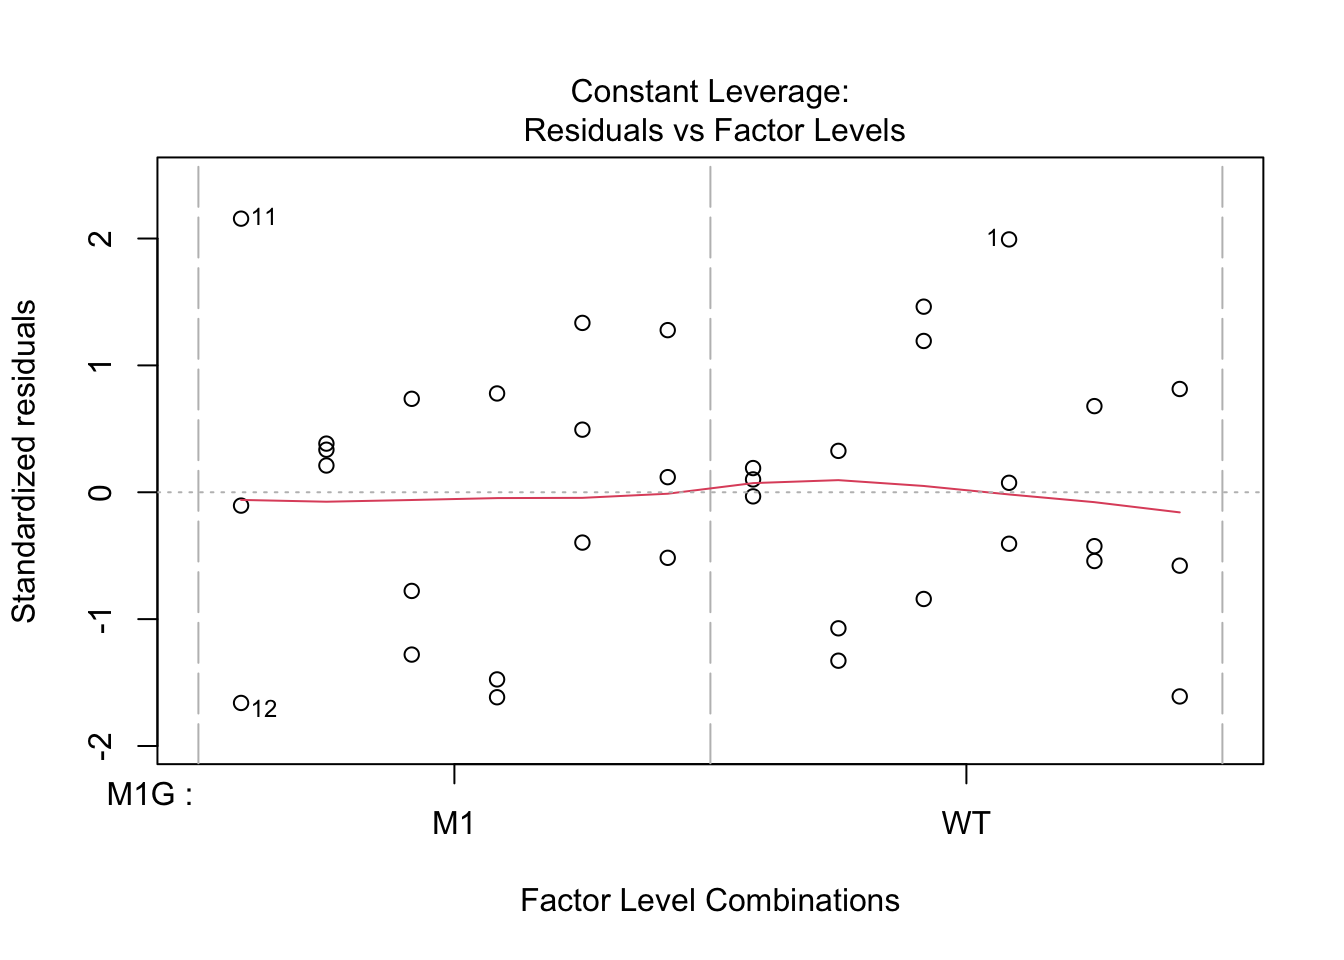 Constant Leverage:
Residuals vs Factor Levels
Standardized residuals
2
1
0
-1
-2
11
12
1
M1G :
M1
WT
Factor Level Combinations